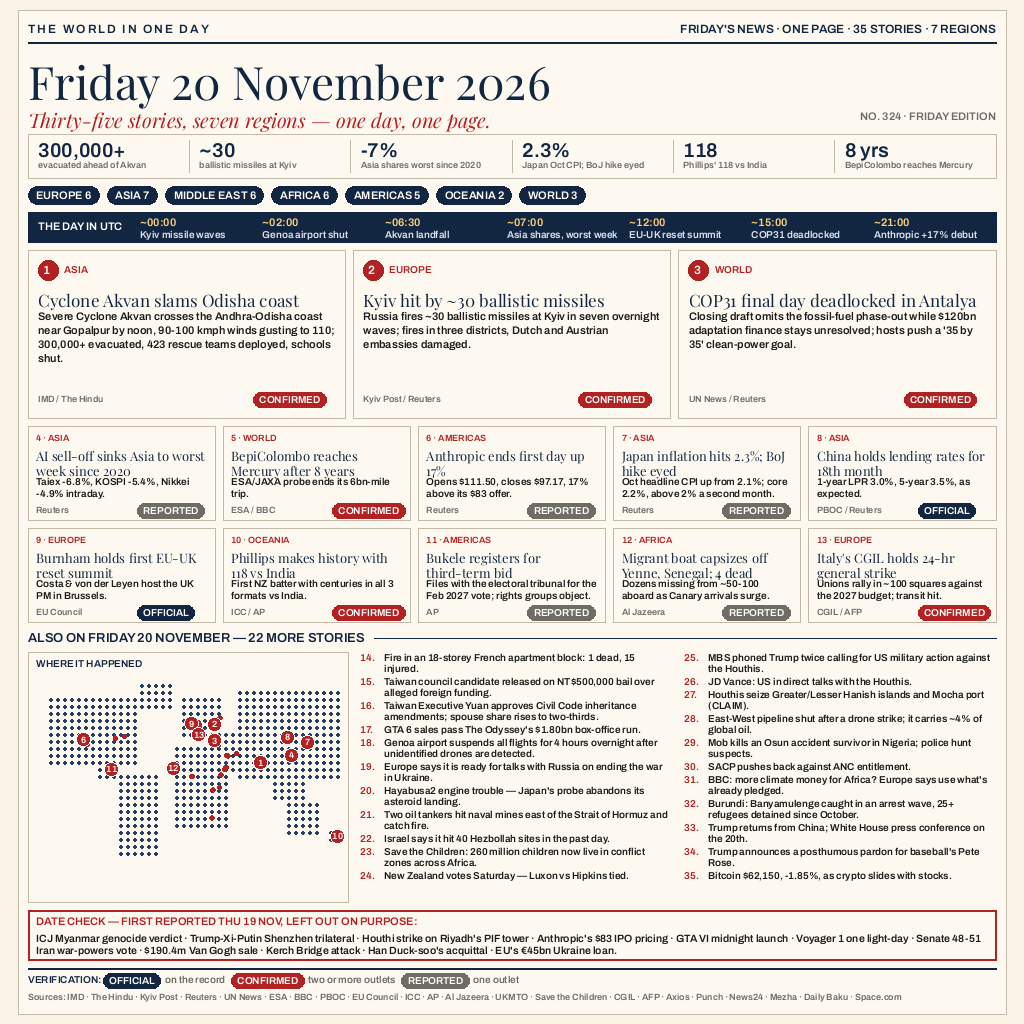 THE WORLD IN ONE DAY
FRIDAY'S NEWS · ONE PAGE · 35 STORIES · 7 REGIONS
Friday 20 November 2026
Thirty-five stories, seven regions — one day, one page.
NO. 324 · FRIDAY EDITION
300,000+
evacuated ahead of Akvan
~30
ballistic missiles at Kyiv
-7%
Asia shares worst since 2020
2.3%
Japan Oct CPI; BoJ hike eyed
118
Phillips' 118 vs India
8 yrs
BepiColombo reaches Mercury
EUROPE 6
ASIA 7
MIDDLE EAST 6
AFRICA 6
AMERICAS 5
OCEANIA 2
WORLD 3
THE DAY IN UTC
~00:00
Kyiv missile waves
~02:00
Genoa airport shut
~06:30
Akvan landfall
~07:00
Asia shares, worst week
~12:00
EU-UK reset summit
~15:00
COP31 deadlocked
~21:00
Anthropic +17% debut
1 ASIA
Cyclone Akvan slams Odisha coast
Severe Cyclone Akvan crosses the Andhra-Odisha coast
near Gopalpur by noon, 90-100 kmph winds gusting to 110;
300,000+ evacuated, 423 rescue teams deployed, schools
shut.
IMD / The Hindu
CONFIRMED
2 EUROPE
Kyiv hit by ~30 ballistic missiles
Russia fires ~30 ballistic missiles at Kyiv in seven overnight
waves; fires in three districts, Dutch and Austrian
embassies damaged.
Kyiv Post / Reuters
CONFIRMED
3 WORLD
COP31 final day deadlocked in Antalya
Closing draft omits the fossil-fuel phase-out while $120bn
adaptation finance stays unresolved; hosts push a '35 by
35' clean-power goal.
UN News / Reuters
CONFIRMED
4 · ASIA
AI sell-off sinks Asia to worst
week since 2020
Taiex -6.8%, KOSPI -5.4%, Nikkei
-4.9% intraday.
Reuters
REPORTED
5 · WORLD
BepiColombo reaches
Mercury after 8 years
ESA/JAXA probe ends its 6bn-mile
trip.
ESA / BBC
CONFIRMED
6 · AMERICAS
Anthropic ends first day up
17%
Opens $111.50, closes $97.17, 17%
above its $83 offer.
Reuters
REPORTED
7 · ASIA
Japan inflation hits 2.3%; BoJ
hike eyed
Oct headline CPI up from 2.1%; core
2.2%, above 2% a second month.
Reuters
REPORTED
8 · ASIA
China holds lending rates for
18th month
1-year LPR 3.0%, 5-year 3.5%, as
expected.
PBOC / Reuters
OFFICIAL
9 · EUROPE
Burnham holds first EU-UK
reset summit
Costa & von der Leyen host the UK
PM in Brussels.
EU Council
OFFICIAL
10 · OCEANIA
Phillips makes history with
118 vs India
First NZ batter with centuries in all 3
formats vs India.
ICC / AP
CONFIRMED
11 · AMERICAS
Bukele registers for
third-term bid
Files with the electoral tribunal for the
Feb 2027 vote; rights groups object.
AP
REPORTED
12 · AFRICA
Migrant boat capsizes off
Yenne, Senegal; 4 dead
Dozens missing from ~50-100
aboard as Canary arrivals surge.
Al Jazeera
REPORTED
13 · EUROPE
Italy's CGIL holds 24-hr
general strike
Unions rally in ~100 squares against
the 2027 budget; transit hit.
CGIL / AFP
CONFIRMED
ALSO ON FRIDAY 20 NOVEMBER — 22 MORE STORIES
WHERE IT HAPPENED
9
2
13
3
6
8
7
4
1
11
12
10
14. Fire in an 18-storey French apartment block: 1 dead, 15
injured.
15. Taiwan council candidate released on NT$500,000 bail over
alleged foreign funding.
16. Taiwan Executive Yuan approves Civil Code inheritance
amendments; spouse share rises to two-thirds.
17. GTA 6 sales pass The Odyssey's $1.80bn box-office run.
18. Genoa airport suspends all flights for 4 hours overnight after
unidentified drones are detected.
19. Europe says it is ready for talks with Russia on ending the war
in Ukraine.
20. Hayabusa2 engine trouble — Japan's probe abandons its
asteroid landing.
21. Two oil tankers hit naval mines east of the Strait of Hormuz and
catch fire.
22. Israel says it hit 40 Hezbollah sites in the past day.
23. Save the Children: 260 million children now live in conflict
zones across Africa.
24. New Zealand votes Saturday — Luxon vs Hipkins tied.
25. MBS phoned Trump twice calling for US military action against
the Houthis.
26. JD Vance: US in direct talks with the Houthis.
27. Houthis seize Greater/Lesser Hanish islands and Mocha port
(CLAIM).
28. East-West pipeline shut after a drone strike; it carries ~4% of
global oil.
29. Mob kills an Osun accident survivor in Nigeria; police hunt
suspects.
30. SACP pushes back against ANC entitlement.
31. BBC: more climate money for Africa? Europe says use what's
already pledged.
32. Burundi: Banyamulenge caught in an arrest wave, 25+
refugees detained since October.
33. Trump returns from China; White House press conference on
the 20th.
34. Trump announces a posthumous pardon for baseball's Pete
Rose.
35. Bitcoin $62,150, -1.85%, as crypto slides with stocks.
DATE CHECK — FIRST REPORTED THU 19 NOV, LEFT OUT ON PURPOSE:
ICJ Myanmar genocide verdict · Trump-Xi-Putin Shenzhen trilateral · Houthi strike on Riyadh's PIF tower · Anthropic's $83 IPO pricing · GTA VI midnight launch · Voyager 1 one light-day · Senate 48-51
Iran war-powers vote · $190.4m Van Gogh sale · Kerch Bridge attack · Han Duck-soo's acquittal · EU's €45bn Ukraine loan.
VERIFICATION: OFFICIAL on the record CONFIRMED two or more outlets REPORTED one outlet
Sources: IMD · The Hindu · Kyiv Post · Reuters · UN News · ESA · BBC · PBOC · EU Council · ICC · AP · Al Jazeera · UKMTO · Save the Children · CGIL · AFP · Axios · Punch · News24 · Mezha · Daily Baku · Space.com